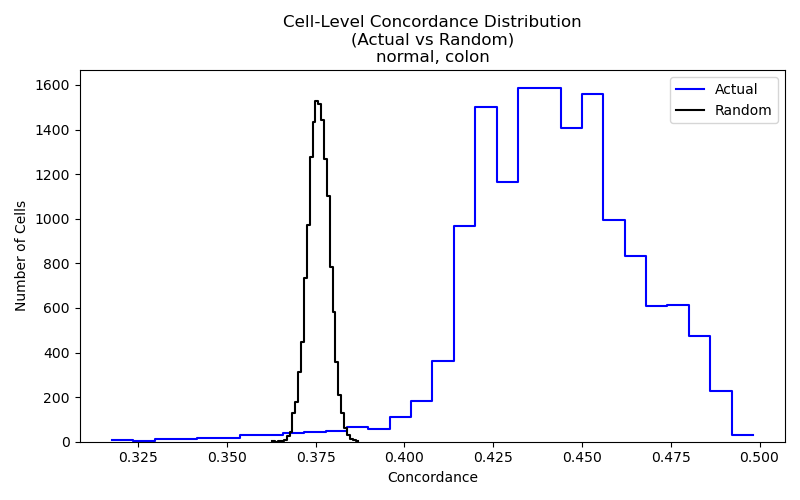 Cell-Level Concordance Distribution
(Actual vs Random)
normal, colon
Actual
Random
Number of Cells
1600
1400
1200
1000
800
600
400
200
0
0.325
0.350
0.375
0.400
0.425
0.450
0.475
0.500
Concordance